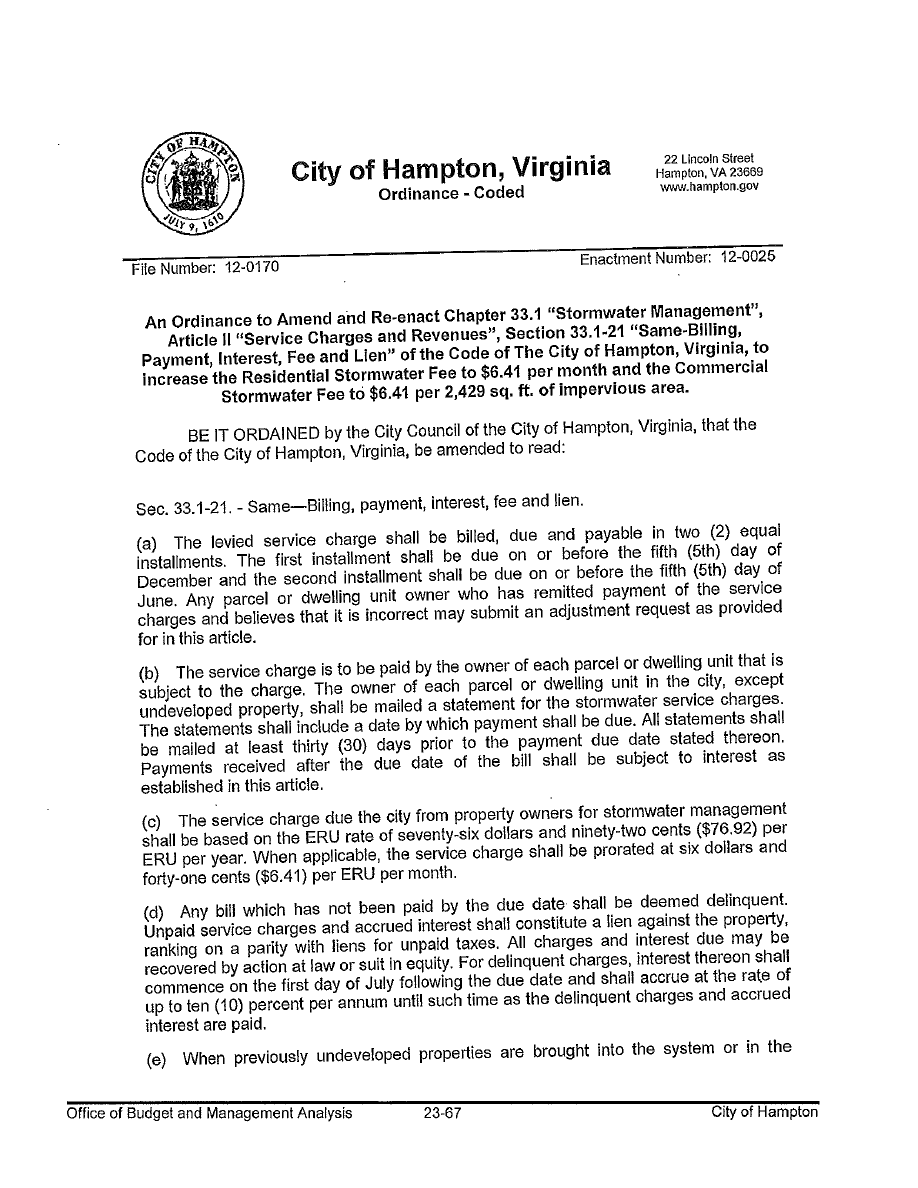 CITY OF HAMPTON
JULY 9, 1610
City of Hampton, Virginia
Ordinance - Coded
22 Lincoln Street
Hampton, VA 23669
www.hampton.gov
File Number: 12-0170
Enactment Number: 12-0025
An Ordinance to Amend and Re-enact Chapter 33.1 "Stormwater Management",
Article II "Service Charges and Revenues", Section 33.1-21 "Same-Billing,
Payment, Interest, Fee and Lien" of the Code of The City of Hampton, Virginia, to
Increase the Residential Stormwater Fee to $6.41 per month and the Commercial
Stormwater Fee to $6.41 per 2,429 sq. ft. of impervious area.
BE IT ORDAINED by the City Council of the City of Hampton, Virginia, that the
Code of the City of Hampton, Virginia, be amended to read:
Sec. 33.1-21. - Same—Billing, payment, interest, fee and lien.
(a) The levied service charge shall be billed, due and payable in two (2) equal
installments. The first installment shall be due on or before the fifth (5th) day of
December and the second installment shall be due on or before the fifth (5th) day of
June. Any parcel or dwelling unit owner who has remitted payment of the service
charges and believes that it is incorrect may submit an adjustment request as provided
for in this article.
(b) The service charge is to be paid by the owner of each parcel or dwelling unit that is
subject to the charge. The owner of each parcel or dwelling unit in the city, except
undeveloped property, shall be mailed a statement for the stormwater service charges.
The statements shall include a date by which payment shall be due. All statements shall
be mailed at least thirty (30) days prior to the payment due date stated thereon.
Payments received after the due date of the bill shall be subject to interest as
established in this article.
(c) The service charge due the city from property owners for stormwater management
shall be based on the ERU rate of seventy-six dollars and ninety-two cents ($76.92) per
ERU per year. When applicable, the service charge shall be prorated at six dollars and
forty-one cents ($6.41) per ERU per month.
(d) Any bill which has not been paid by the due date shall be deemed delinquent.
Unpaid service charges and accrued interest shall constitute a lien against the property,
ranking on a parity with liens for unpaid taxes. All charges and interest due may be
recovered by action at law or suit in equity. For delinquent charges, interest thereon shall
commence on the first day of July following the due date and shall accrue at the rate of
up to ten (10) percent per annum until such time as the delinquent charges and accrued
interest are paid.
(e) When previously undeveloped properties are brought into the system or in the
Office of Budget and Management Analysis
23-67
City of Hampton